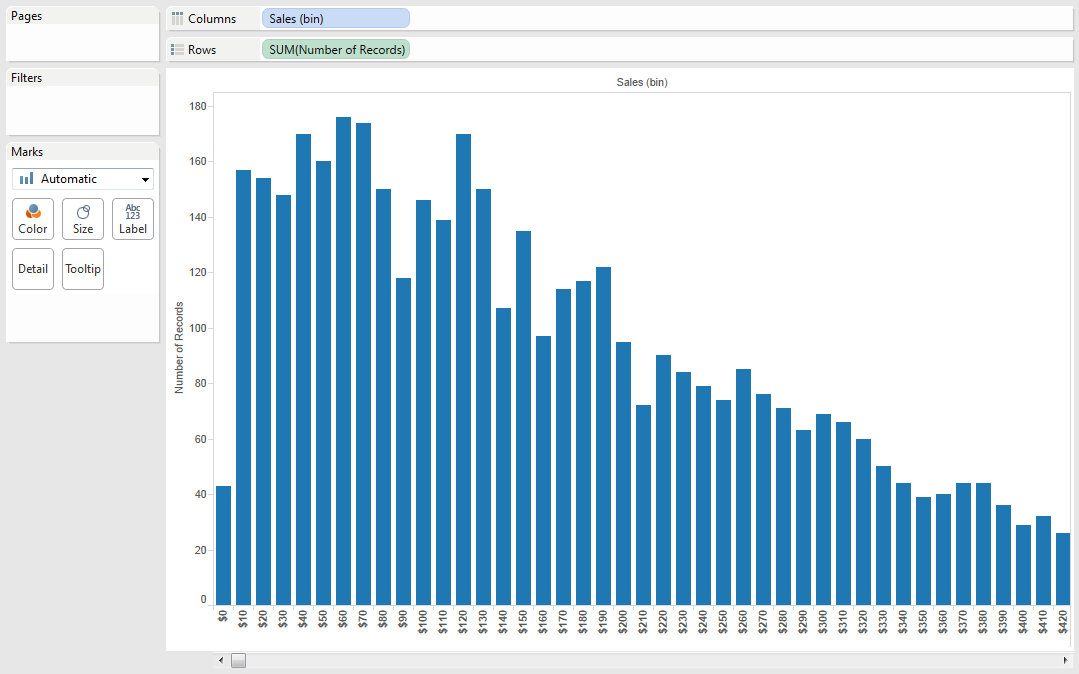 Pages
Filters
Marks
Automatic
Color
Size
Abc
123
Label
Detail
Tooltip
Columns
Sales (bin)
Rows
SUM(Number of Records)
Sales (bin)
Number of Records
180
160
140
120
100
80
60
40
20
0
$0 $10 $20 $30 $40 $50 $60 $70 $80 $90 $100 $110 $120 $130 $140 $150 $160 $170 $180 $190 $200 $210 $220 $230 $240 $250 $260 $270 $280 $290 $300 $310 $320 $330 $340 $350 $360 $370 $380 $390 $400 $410 $420